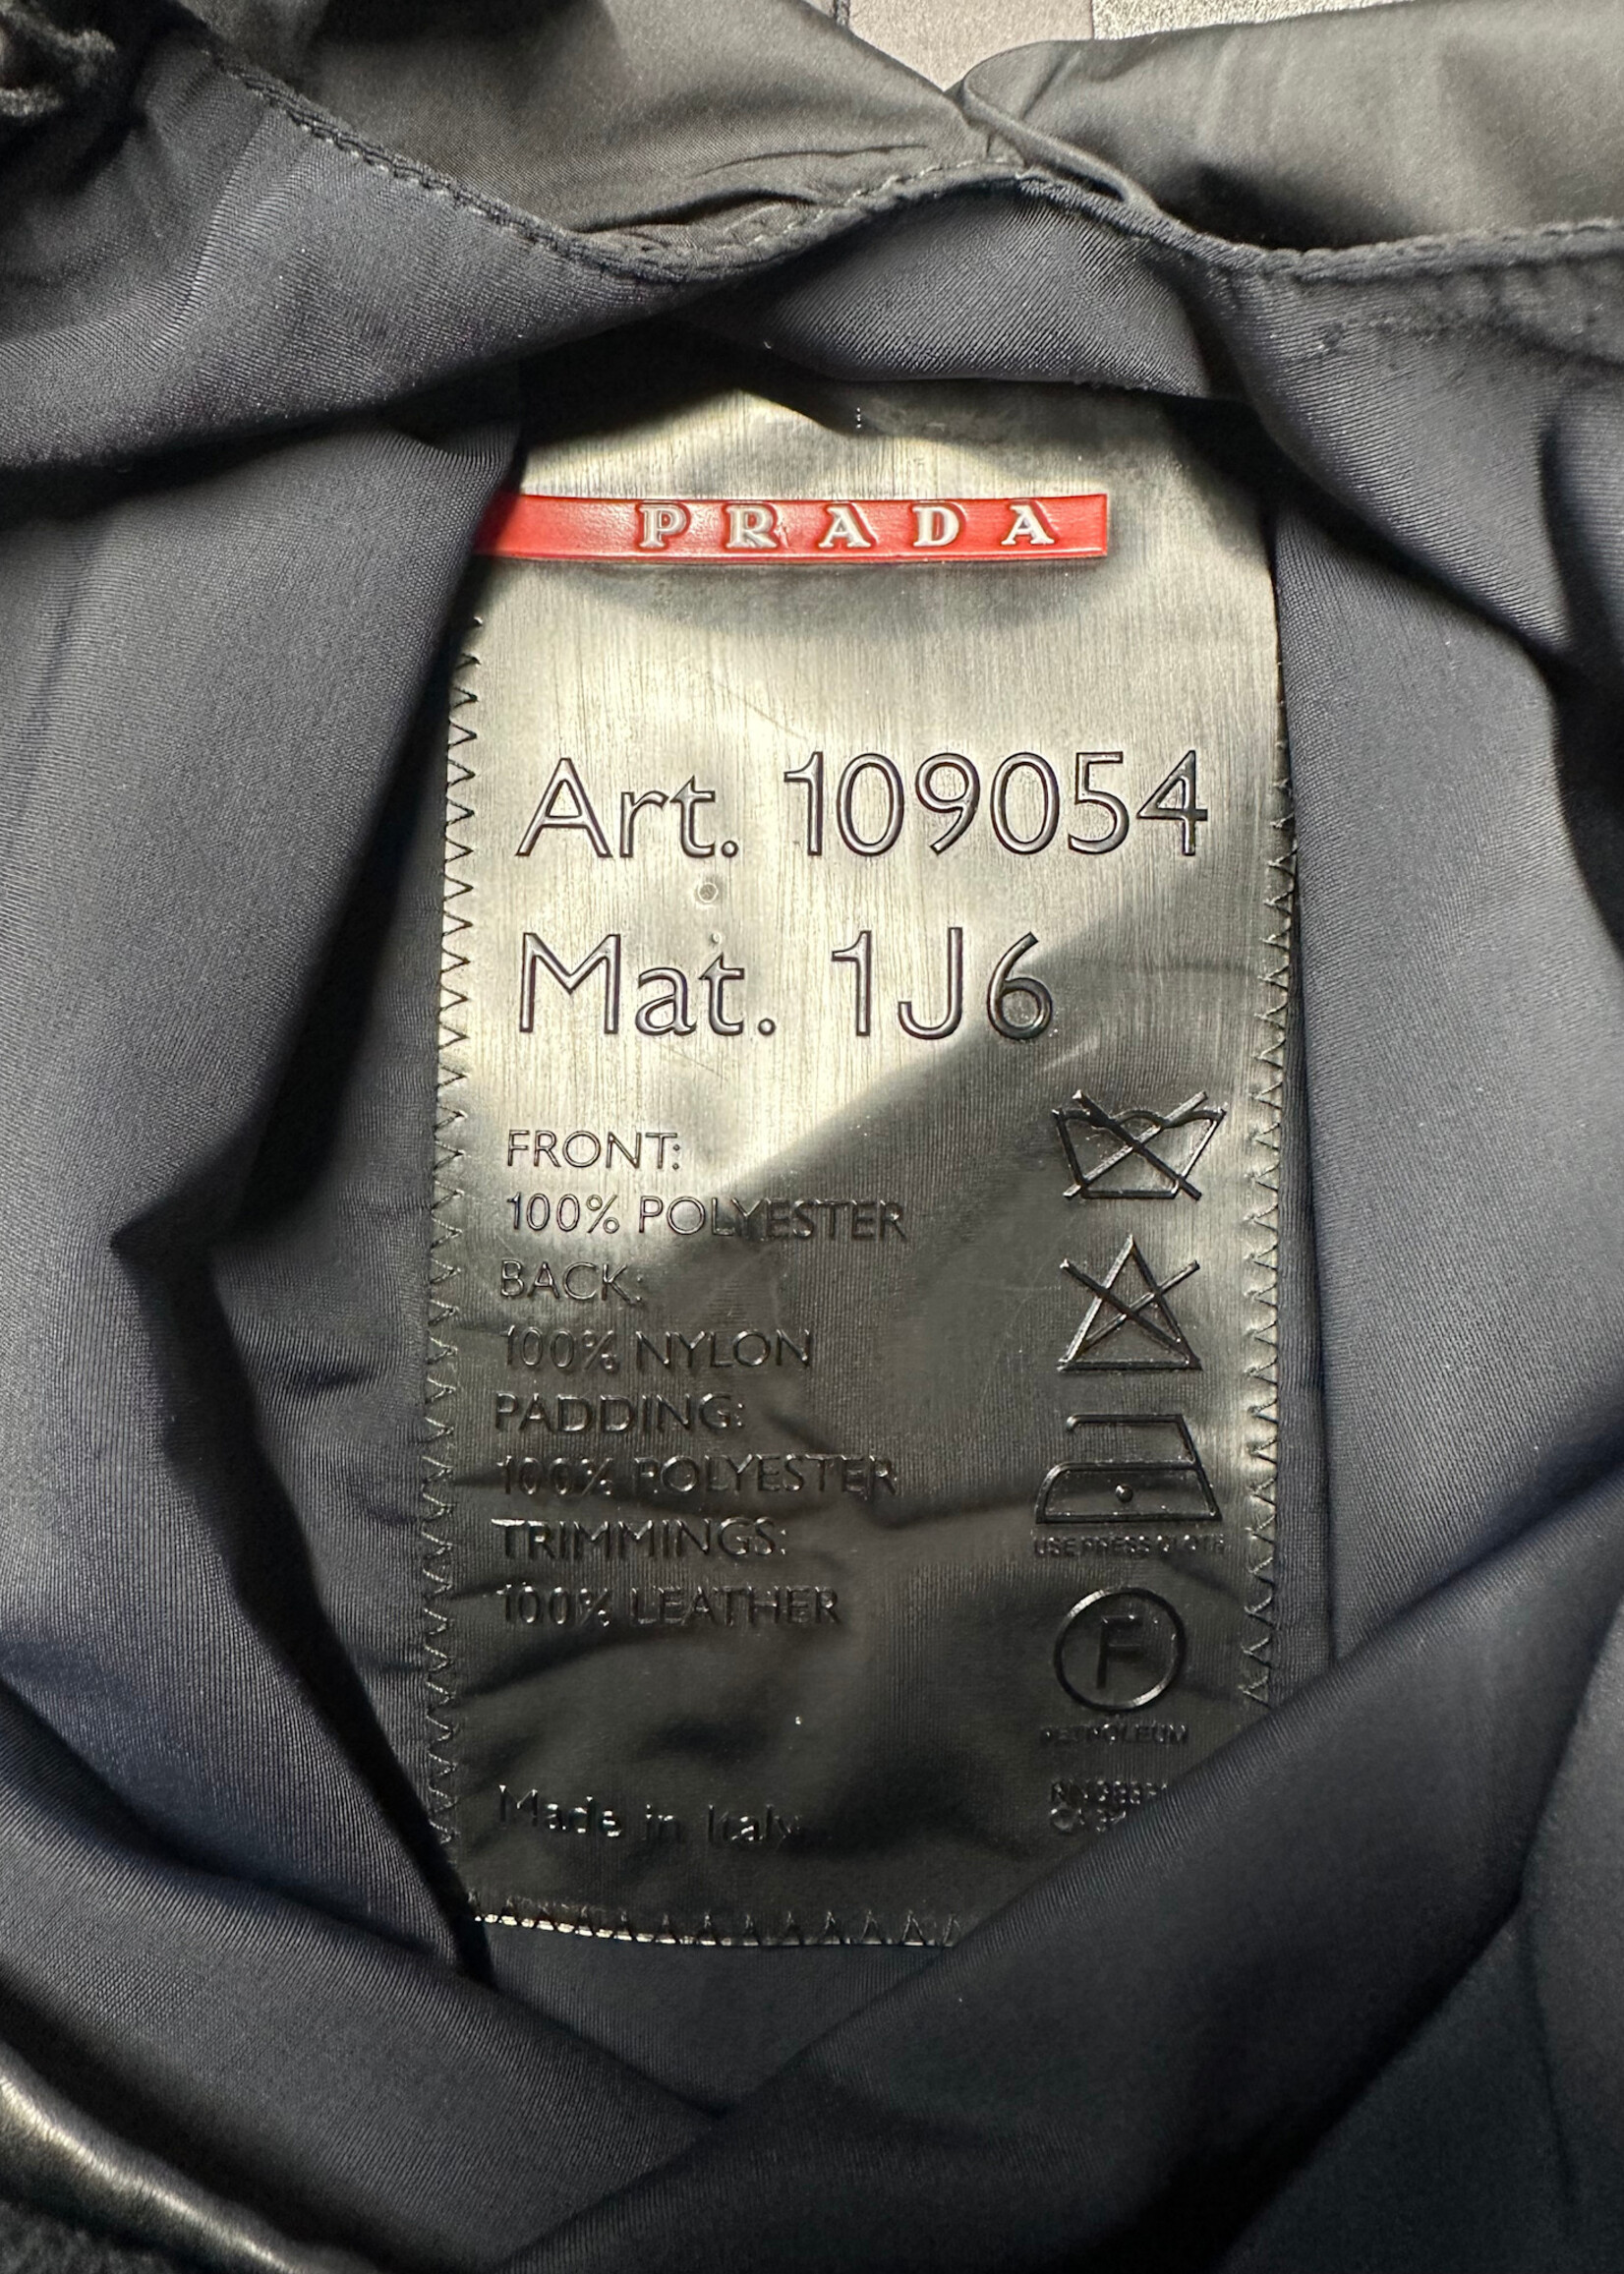 PRADA
Art. 109054
Mat. 1J6
FRONT:
100% POLYESTER
BACK:
100% NYLON
PADDING:
100% POLYESTER
TRIMMINGS:
100% LEATHER
USE PRESS CLOTH
F
PETROLEUM
Made in Italy